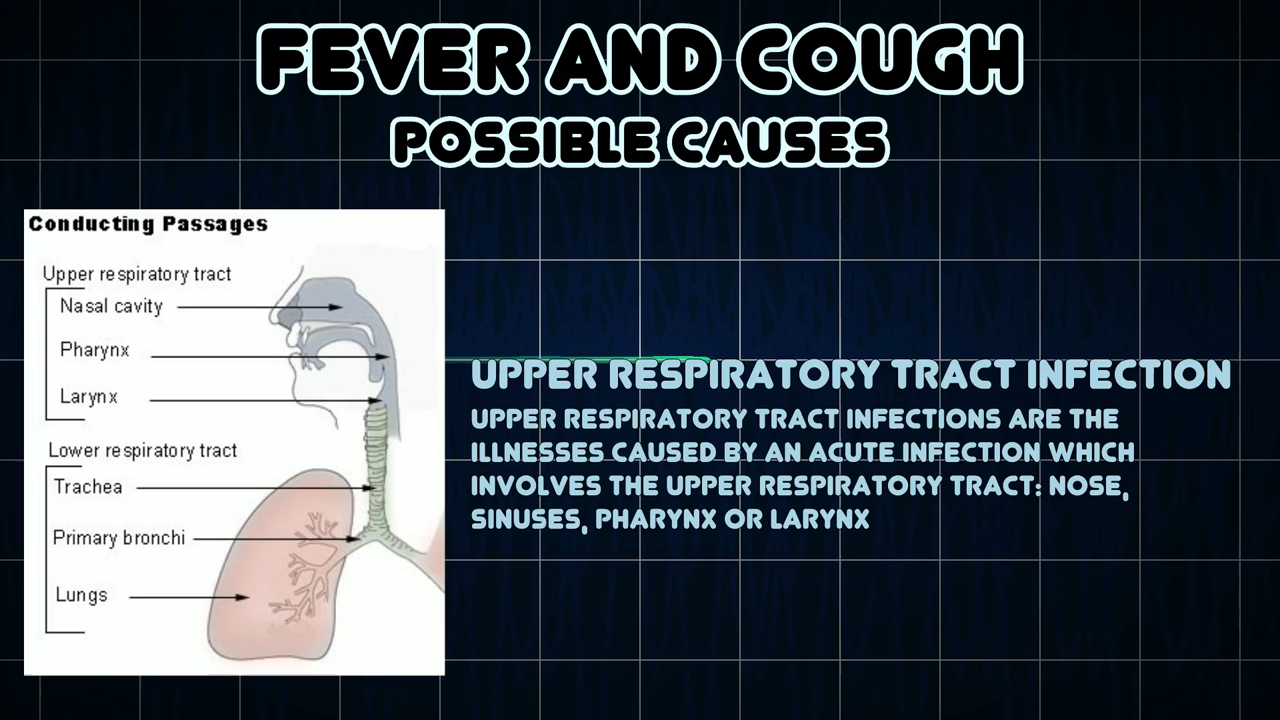 FEVER AND COUGH
POSSIBLE CAUSES
Conducting Passages
Upper respiratory tract
Nasal cavity
Pharynx
Larynx
Lower respiratory tract
Trachea
Primary bronchi
Lungs
UPPER RESPIRATORY TRACT INFECTION
UPPER RESPIRATORY TRACT INFECTIONS ARE THE
ILLNESSES CAUSED BY AN ACUTE INFECTION WHICH
INVOLVES THE UPPER RESPIRATORY TRACT: NOSE,
SINUSES, PHARYNX OR LARYNX